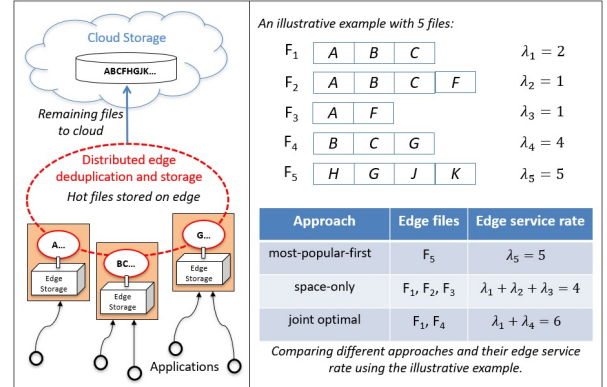 Cloud Storage
ABCFHGJK...
Remaining files
to cloud
Distributed edge
deduplication and storage
Hot files stored on edge
A...
Edge
Storage
BC...
Edge
Storage
G...
Edge
Storage
Applications
An illustrative example with 5 files:
F₁ A B C λ₁ = 2
F₂ A B C F λ₂ = 1
F₃ A F λ₃ = 1
F₄ B C G λ₄ = 4
F₅ H G J K λ₅ = 5
Approach Edge files Edge service rate
most-popular-first F₅ λ₅ = 5
space-only F₁, F₂, F₃ λ₁ + λ₂ + λ₃ = 4
joint optimal F₁, F₄ λ₁ + λ₄ = 6
Comparing different approaches and their edge service
rate using the illustrative example.